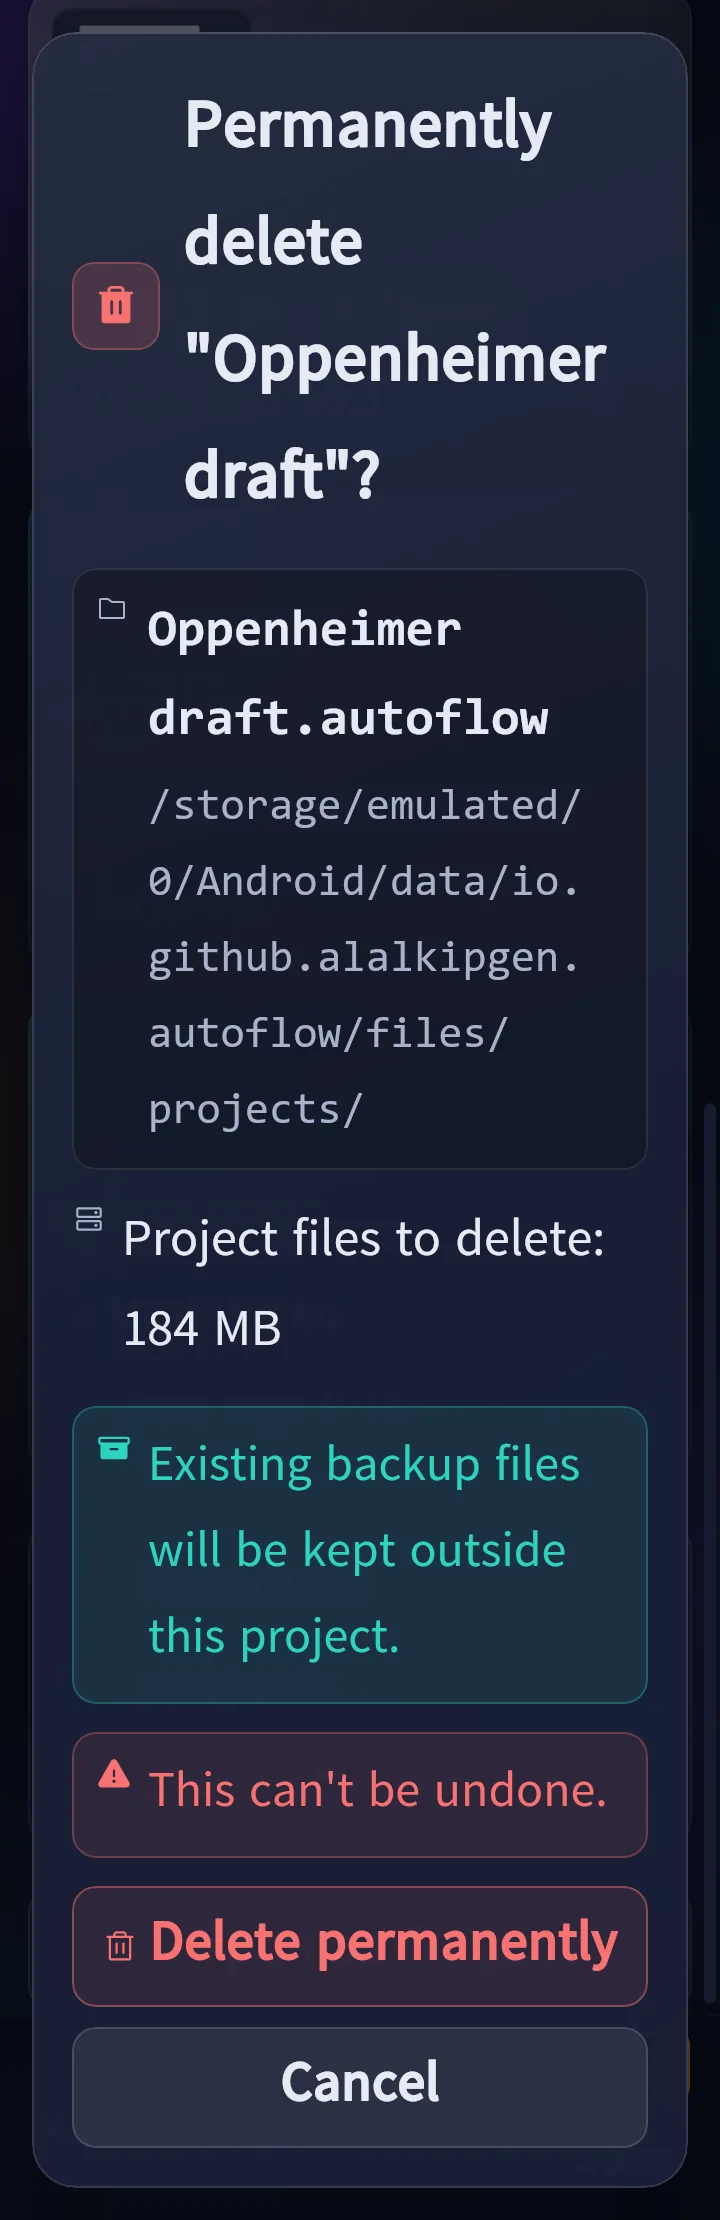 Permanently
delete
"Oppenheimer
draft"?
Oppenheimer
draft.autoflow
/storage/emulated/
0/Android/data/io.
github.alalkipgen.
autoflow/files/
projects/
Project files to delete:
184 MB
Existing backup files
will be kept outside
this project.
This can't be undone.
Delete permanently
Cancel